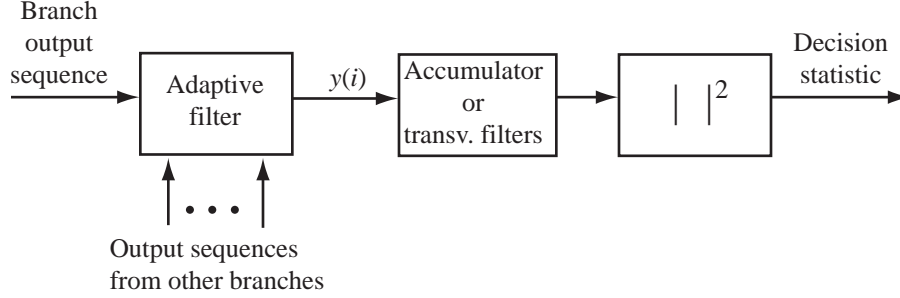 Branch
output
sequence
Adaptive
filter
y(i)
Accumulator
or
transv. filters
| |²
Decision
statistic
• • •
Output sequences
from other branches